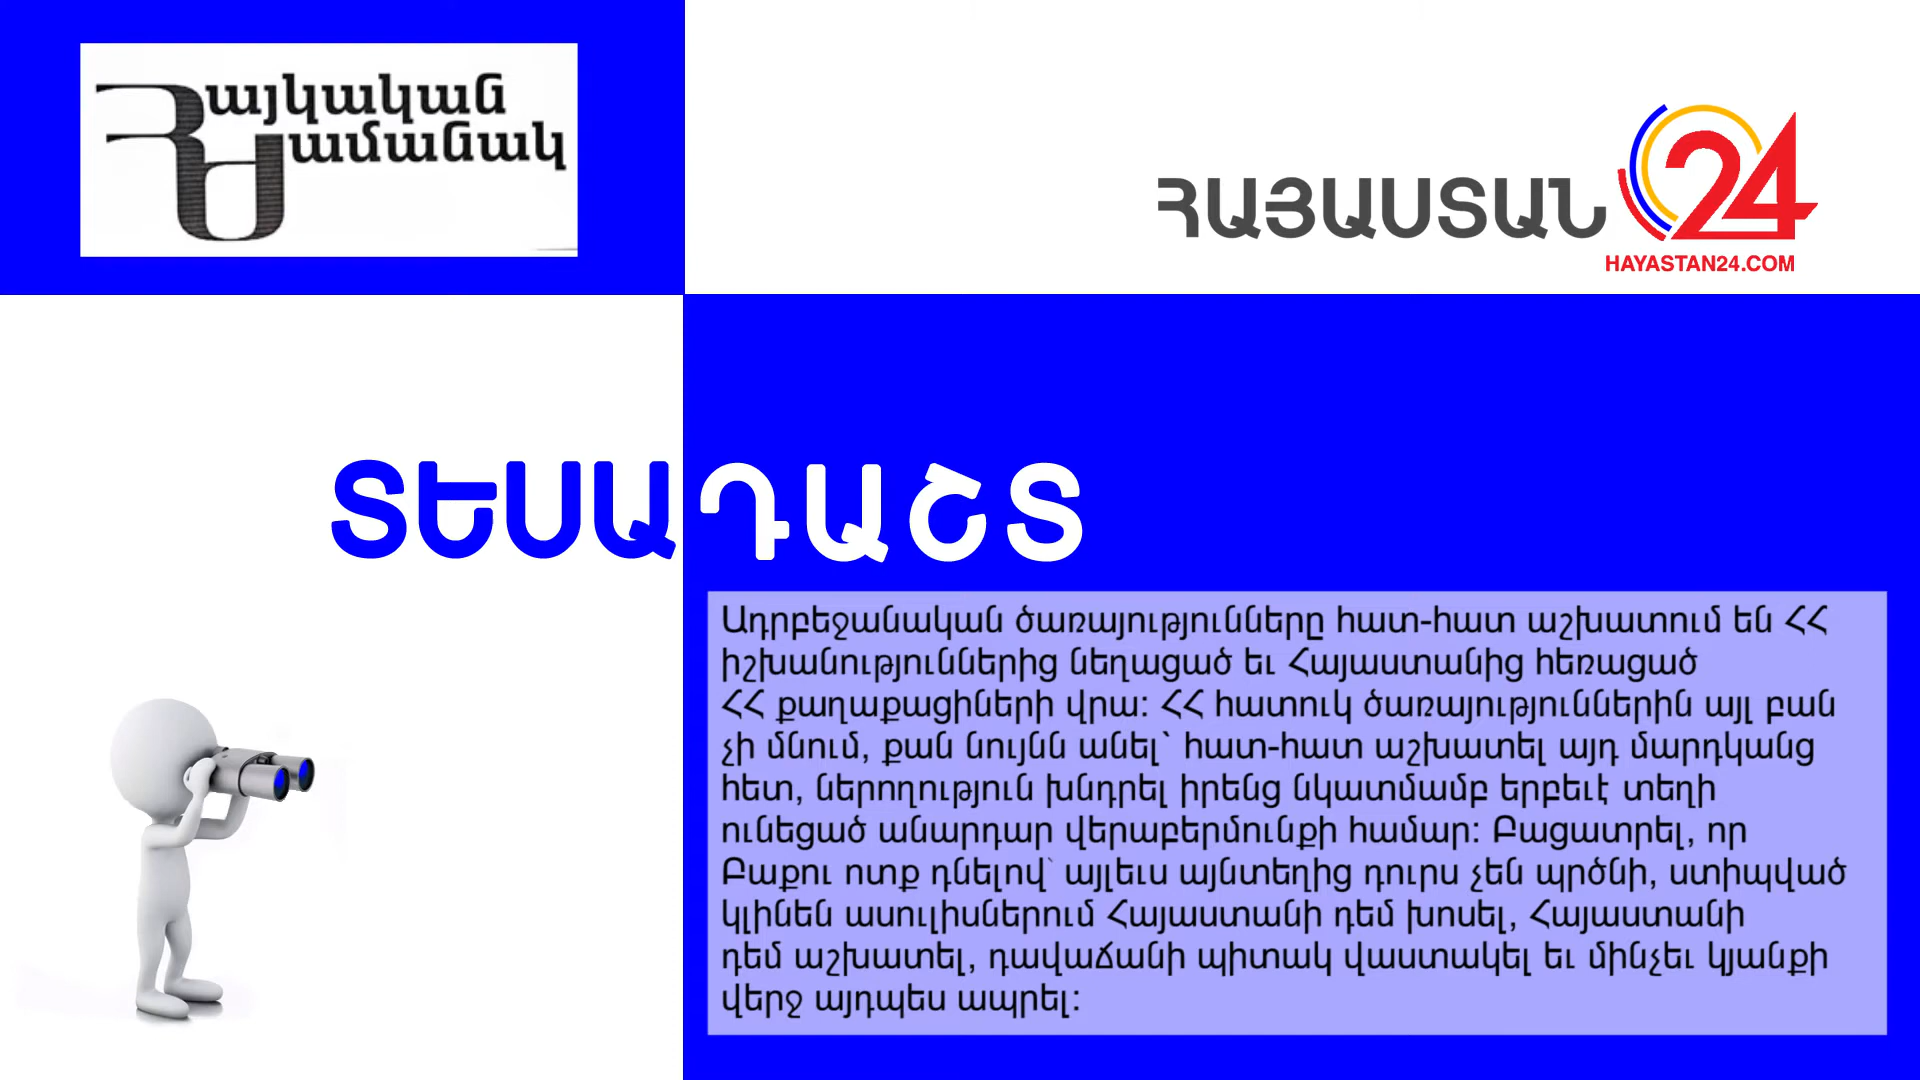 Հայկական
Ժամանակ
ՀԱՅԱՍՏԱՆ 24
HAYASTAN24.COM
ՏԵՍԱԴԱՇՏ
Ադրբեջանական ծառայությունները հատ-հատ աշխատում են ՀՀ
իշխանություններից նեղացած եւ Հայաստանից հեռացած
ՀՀ քաղաքացիների վրա։ ՀՀ հատուկ ծառայություններին այլ բան
չի մնում, քան նույնն անել՝ հատ-հատ աշխատել այդ մարդկանց
հետ, ներողություն խնդրել իրենց նկատմամբ երբեւէ տեղի
ունեցած անարդար վերաբերմունքի համար։ Բացատրել, որ
Բաքու ոտք դնելով՝ այլեւս այնտեղից դուրս չեն պրծնի, ստիպված
կլինեն ասուլիսներում Հայաստանի դեմ խոսել, Հայաստանի
դեմ աշխատել, դավաճանի պիտակ վաստակել եւ մինչեւ կյանքի
վերջ այդպես ապրել։